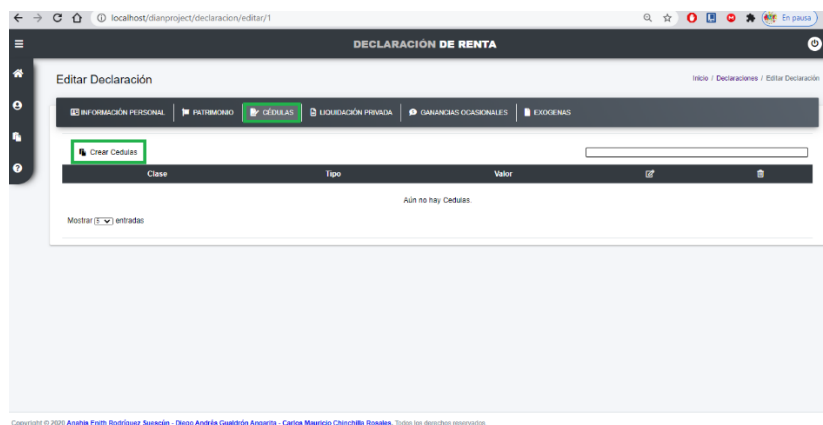 localhost/dianproject/declaracion/editar/1
En pausa
DECLARACIÓN DE RENTA
Editar Declaración
Inicio / Declaraciones / Editar Declaración
INFORMACIÓN PERSONAL PATRIMONIO CÉDULAS LIQUIDACIÓN PRIVADA GANANCIAS OCASIONALES EXOGENAS
Crear Cedulas
Clase Tipo Valor
Aún no hay Cedulas.
Mostrar 5 entradas
Copyright © 2020 Anahis Enith Rodríguez Suescún - Diego Andrés Gualdrón Angarita - Carlos Mauricio Chinchilla Rosales. Todos los derechos reservados